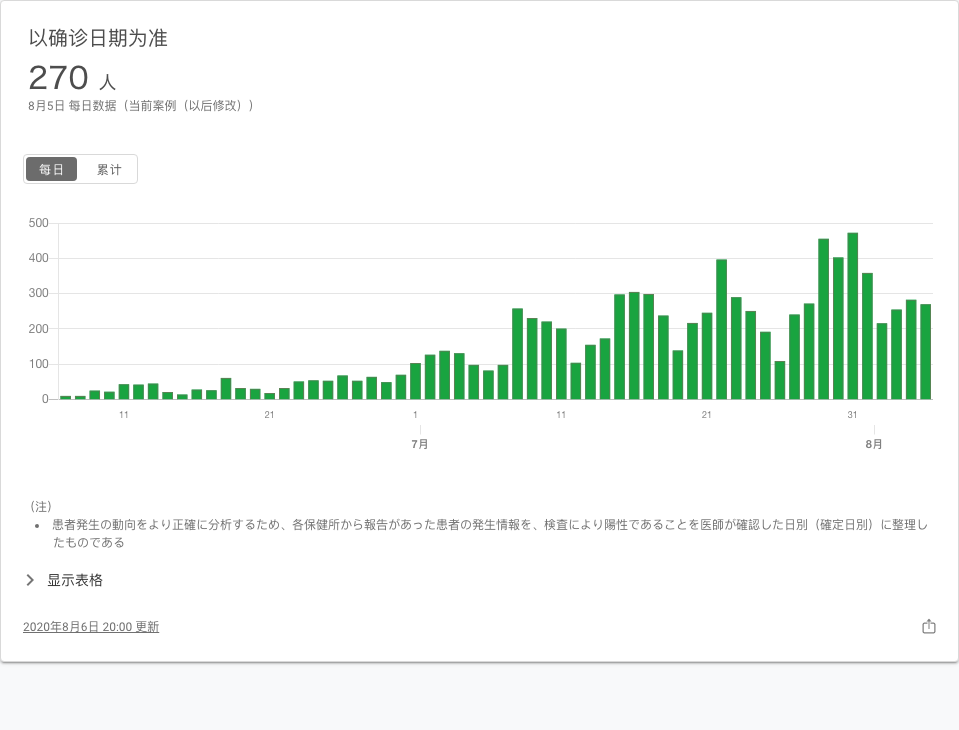 以确诊日期为准
270 人
8月5日 每日数据（当前案例（以后修改））
每日 累计
500
400
300
200
100
0
11 21 1 11 21 31
7月 8月
（注）
• 患者発生の動向をより正確に分析するため、各保健所から報告があった患者の発生情報を、検査により陽性であることを医師が確認した日別（確定日別）に整理し
たものである
显示表格
2020年8月6日 20:00 更新